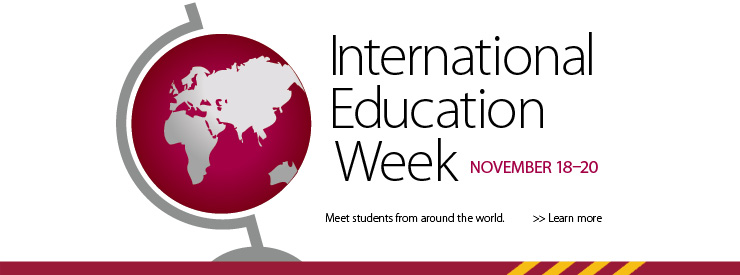 International
Education
Week NOVEMBER 18–20
Meet students from around the world. >> Learn more